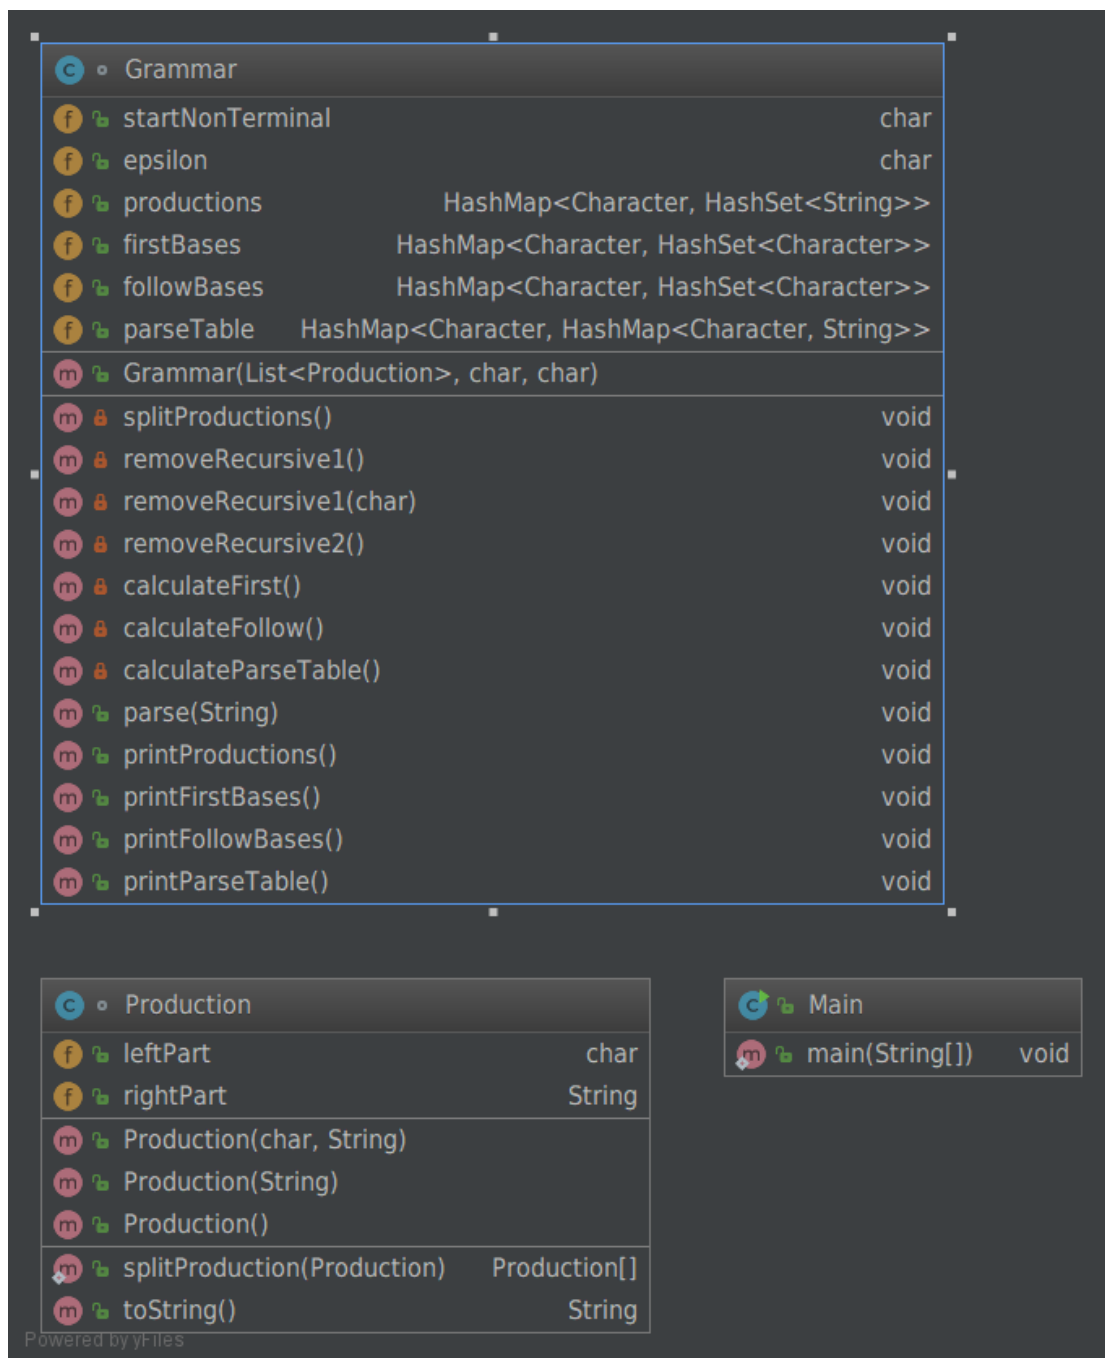 Grammar
startNonTerminal char
epsilon char
productions HashMap<Character, HashSet<String>>
firstBases HashMap<Character, HashSet<Character>>
followBases HashMap<Character, HashSet<Character>>
parseTable HashMap<Character, HashMap<Character, String>>
Grammar(List<Production>, char, char)
splitProductions() void
removeRecursive1() void
removeRecursive1(char) void
removeRecursive2() void
calculateFirst() void
calculateFollow() void
calculateParseTable() void
parse(String) void
printProductions() void
printFirstBases() void
printFollowBases() void
printParseTable() void
Production
leftPart char
rightPart String
Production(char, String)
Production(String)
Production()
splitProduction(Production) Production[]
toString() String
Main
main(String[]) void
Powered by yFiles